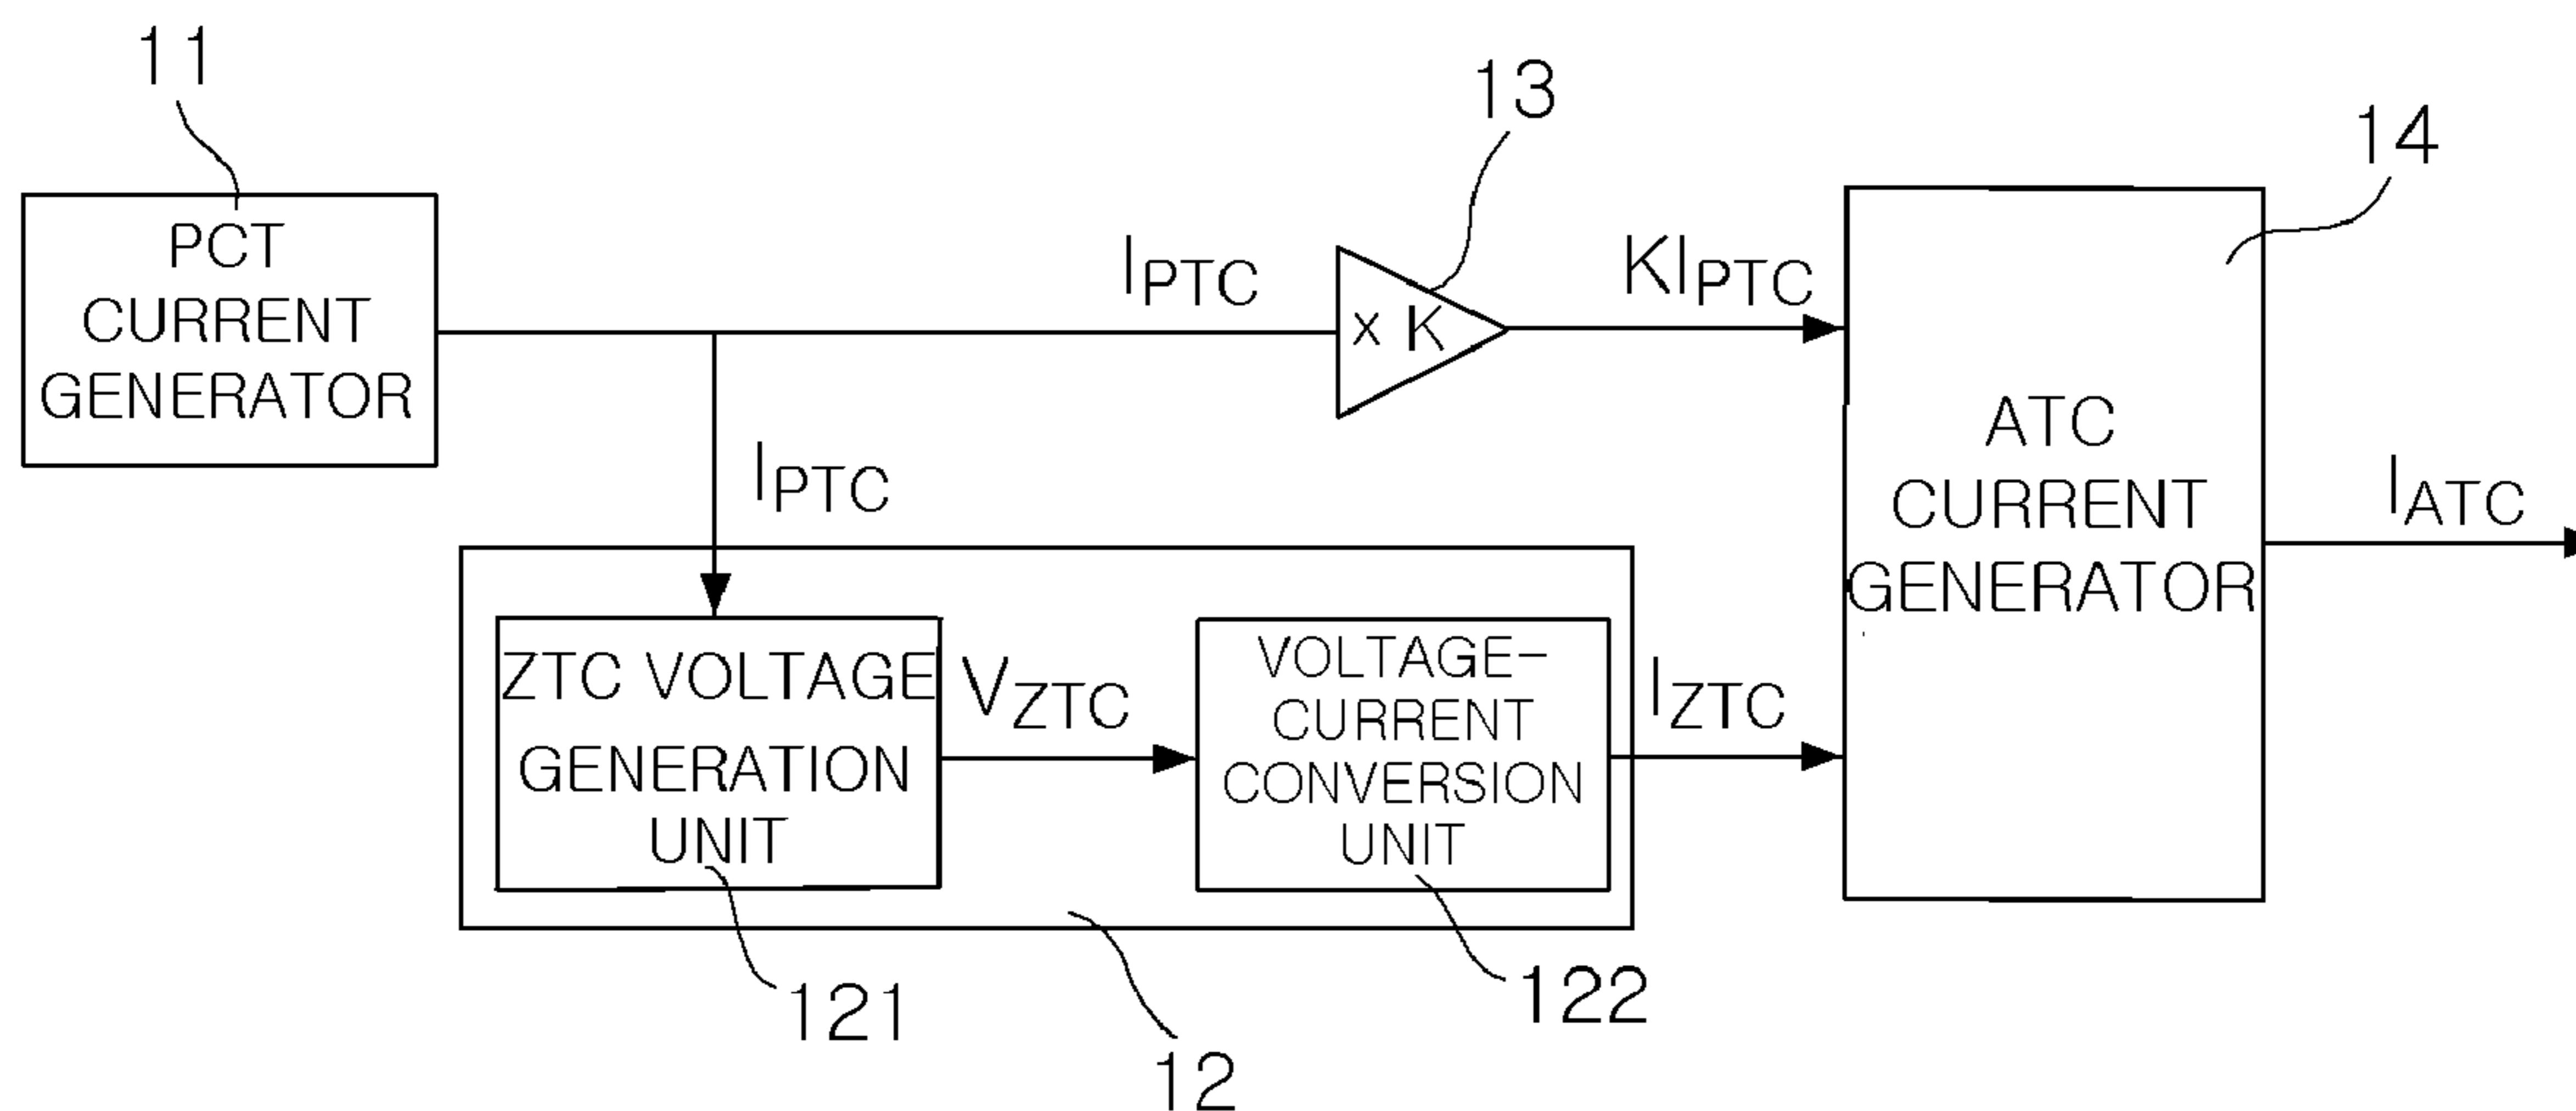 11
13
14
PCT
CURRENT
GENERATOR
IPTC
x K
KIPTC
ATC
CURRENT
GENERATOR
IPTC
IATC
ZTC VOLTAGE
GENERATION
UNIT
VZTC
VOLTAGE-
CURRENT
CONVERSION
UNIT
IZTC
121
122
12